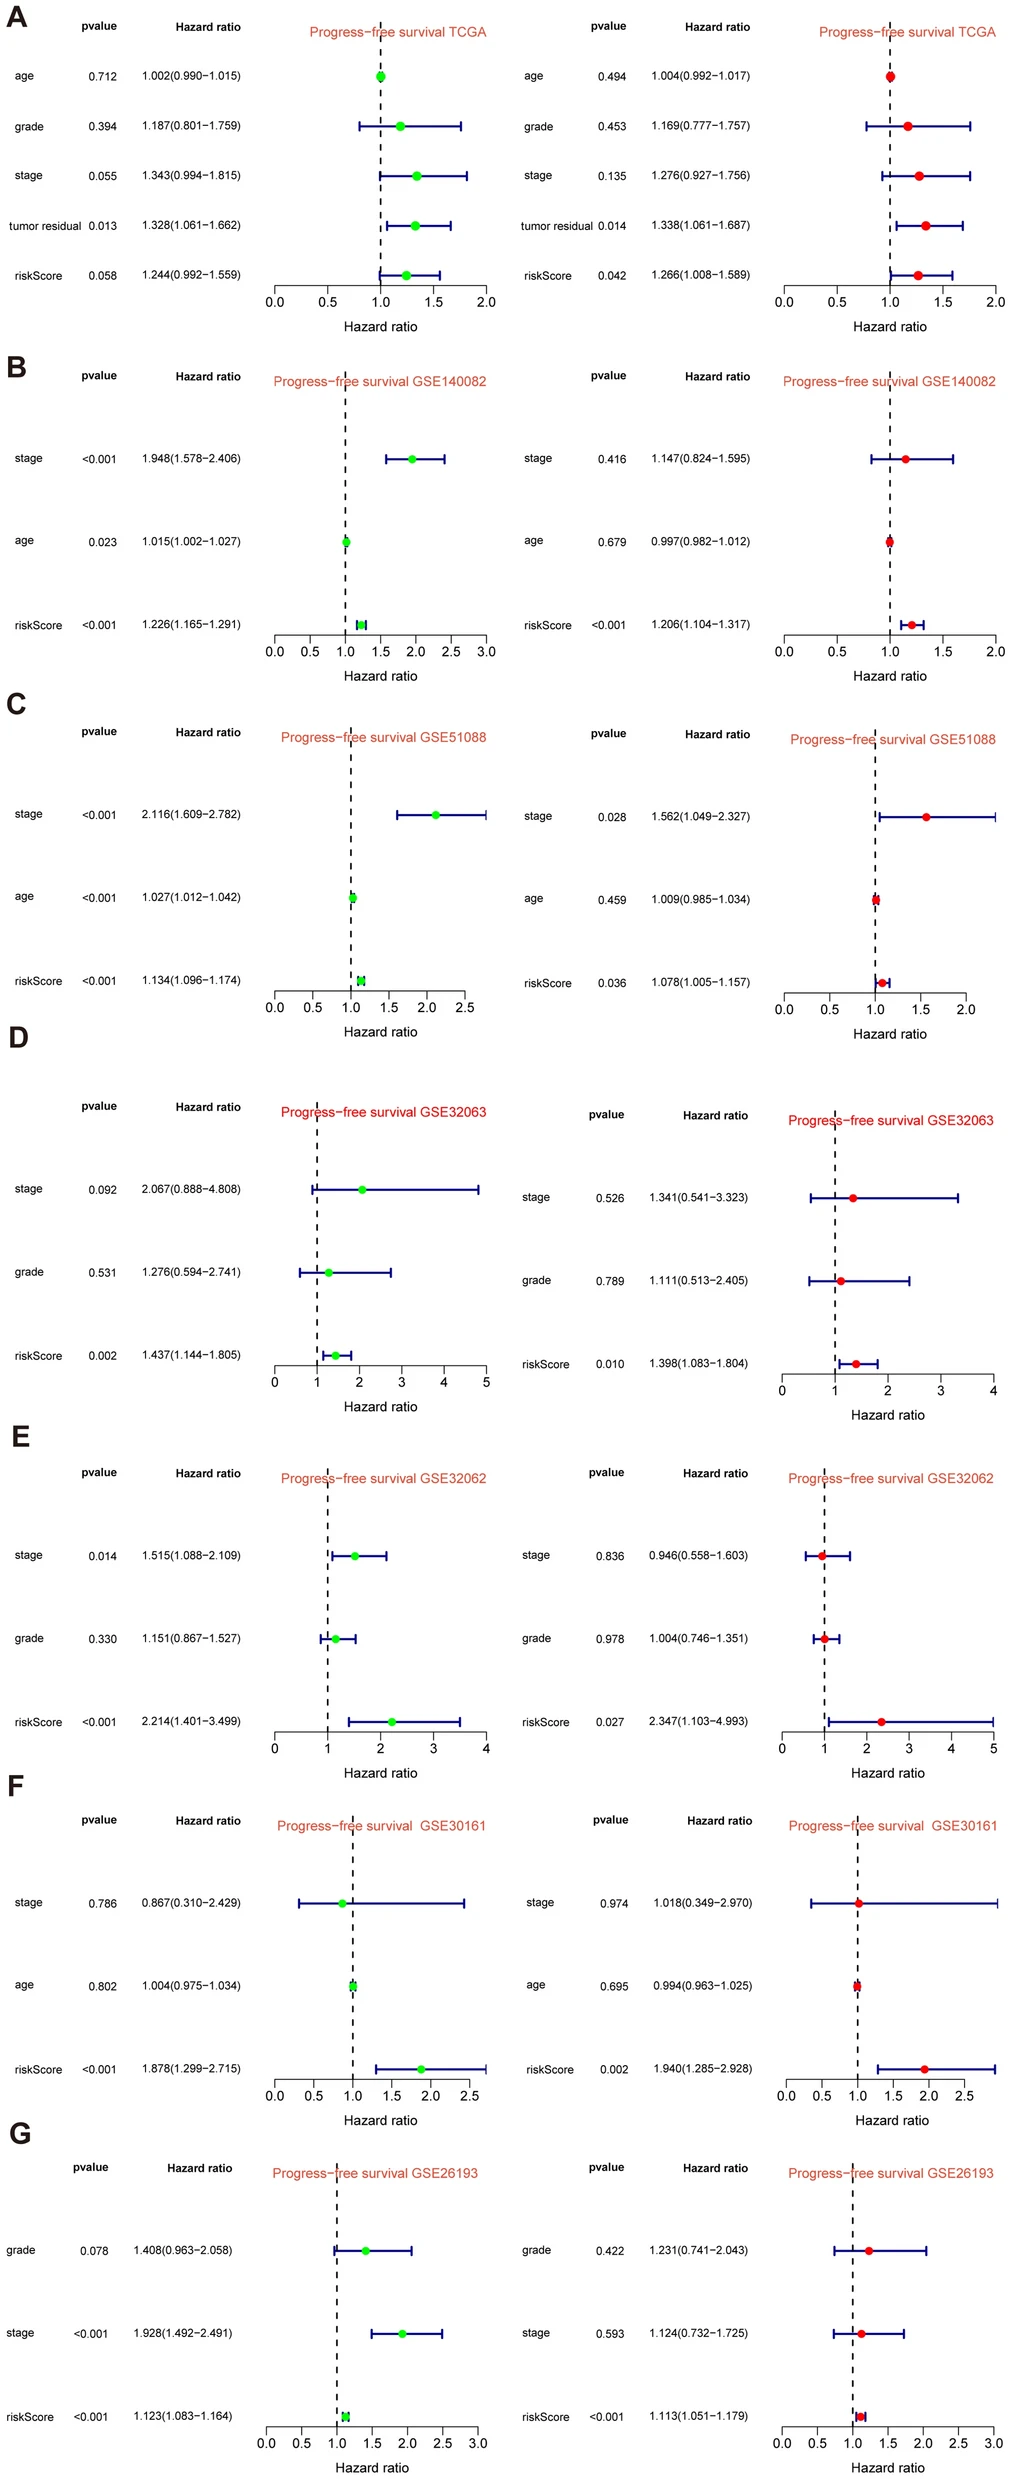 A
pvalue Hazard ratio Progress−free survival TCGA
age 0.712 1.002(0.990−1.015)
grade 0.394 1.187(0.801−1.759)
stage 0.055 1.343(0.994−1.815)
tumor residual 0.013 1.328(1.061−1.662)
riskScore 0.058 1.244(0.992−1.559)
0.0 0.5 1.0 1.5 2.0
Hazard ratio
pvalue Hazard ratio Progress−free survival TCGA
age 0.494 1.004(0.992−1.017)
grade 0.453 1.169(0.777−1.757)
stage 0.135 1.276(0.927−1.756)
tumor residual 0.014 1.338(1.061−1.687)
riskScore 0.042 1.266(1.008−1.589)
0.0 0.5 1.0 1.5 2.0
Hazard ratio
B
pvalue Hazard ratio Progress−free survival GSE140082
stage <0.001 1.948(1.578−2.406)
age 0.023 1.015(1.002−1.027)
riskScore <0.001 1.226(1.165−1.291)
0.0 0.5 1.0 1.5 2.0 2.5 3.0
Hazard ratio
pvalue Hazard ratio Progress−free survival GSE140082
stage 0.416 1.147(0.824−1.595)
age 0.679 0.997(0.982−1.012)
riskScore <0.001 1.206(1.104−1.317)
0.0 0.5 1.0 1.5 2.0
Hazard ratio
C
pvalue Hazard ratio Progress−free survival GSE51088
stage <0.001 2.116(1.609−2.782)
age <0.001 1.027(1.012−1.042)
riskScore <0.001 1.134(1.096−1.174)
0.0 0.5 1.0 1.5 2.0 2.5
Hazard ratio
pvalue Hazard ratio Progress−free survival GSE51088
stage 0.028 1.562(1.049−2.327)
age 0.459 1.009(0.985−1.034)
riskScore 0.036 1.078(1.005−1.157)
0.0 0.5 1.0 1.5 2.0
Hazard ratio
D
pvalue Hazard ratio Progress−free survival GSE32063
stage 0.092 2.067(0.888−4.808)
grade 0.531 1.276(0.594−2.741)
riskScore 0.002 1.437(1.144−1.805)
0 1 2 3 4 5
Hazard ratio
pvalue Hazard ratio Progress−free survival GSE32063
stage 0.526 1.341(0.541−3.323)
grade 0.789 1.111(0.513−2.405)
riskScore 0.010 1.398(1.083−1.804)
0 1 2 3 4
Hazard ratio
E
pvalue Hazard ratio Progress−free survival GSE32062
stage 0.014 1.515(1.088−2.109)
grade 0.330 1.151(0.867−1.527)
riskScore <0.001 2.214(1.401−3.499)
0 1 2 3 4
Hazard ratio
pvalue Hazard ratio Progress−free survival GSE32062
stage 0.836 0.946(0.558−1.603)
grade 0.978 1.004(0.746−1.351)
riskScore 0.027 2.347(1.103−4.993)
0 1 2 3 4 5
Hazard ratio
F
pvalue Hazard ratio Progress−free survival GSE30161
stage 0.786 0.867(0.310−2.429)
age 0.802 1.004(0.975−1.034)
riskScore <0.001 1.878(1.299−2.715)
0.0 0.5 1.0 1.5 2.0 2.5
Hazard ratio
pvalue Hazard ratio Progress−free survival GSE30161
stage 0.974 1.018(0.349−2.970)
age 0.695 0.994(0.963−1.025)
riskScore 0.002 1.940(1.285−2.928)
0.0 0.5 1.0 1.5 2.0 2.5
Hazard ratio
G
pvalue Hazard ratio Progress−free survival GSE26193
grade 0.078 1.408(0.963−2.058)
stage <0.001 1.928(1.492−2.491)
riskScore <0.001 1.123(1.083−1.164)
0.0 0.5 1.0 1.5 2.0 2.5 3.0
Hazard ratio
pvalue Hazard ratio Progress−free survival GSE26193
grade 0.422 1.231(0.741−2.043)
stage 0.593 1.124(0.732−1.725)
riskScore <0.001 1.113(1.051−1.179)
0.0 0.5 1.0 1.5 2.0 2.5 3.0
Hazard ratio